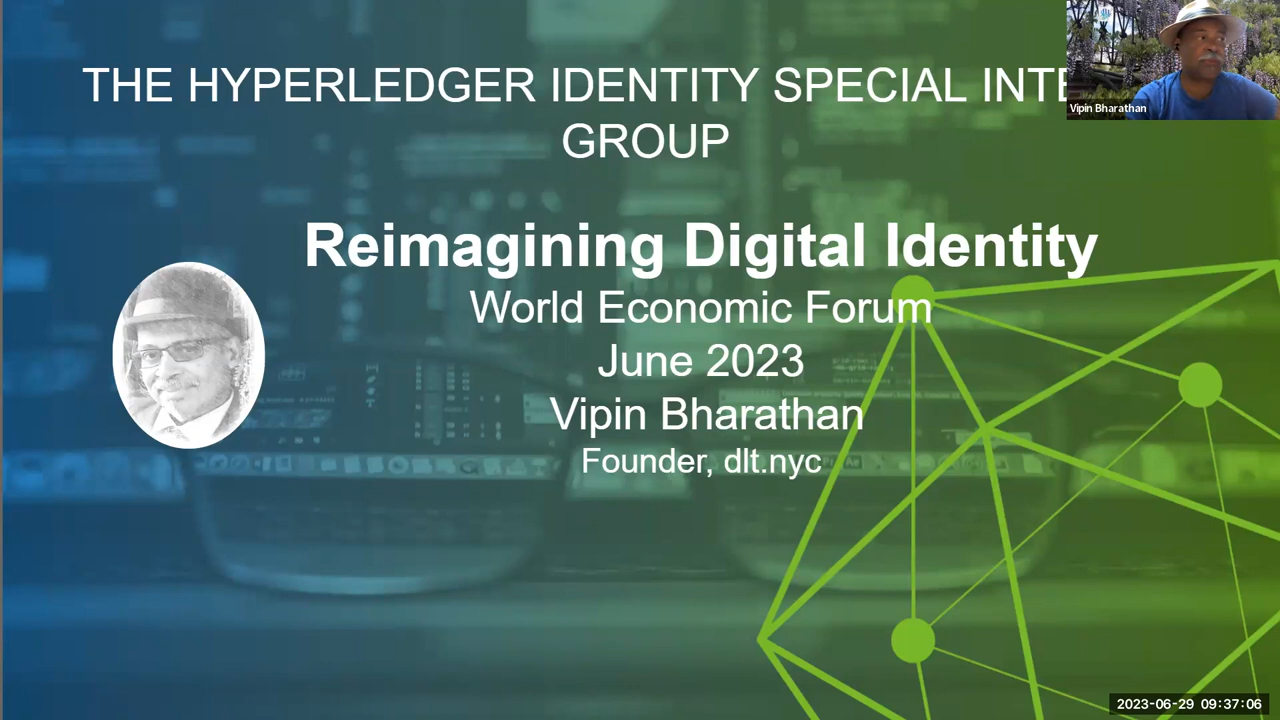 THE HYPERLEDGER IDENTITY SPECIAL INTE
GROUP
Vipin Bharathan
Reimagining Digital Identity
World Economic Forum
June 2023
Vipin Bharathan
Founder, dlt.nyc
2023-06-29 09:37:06